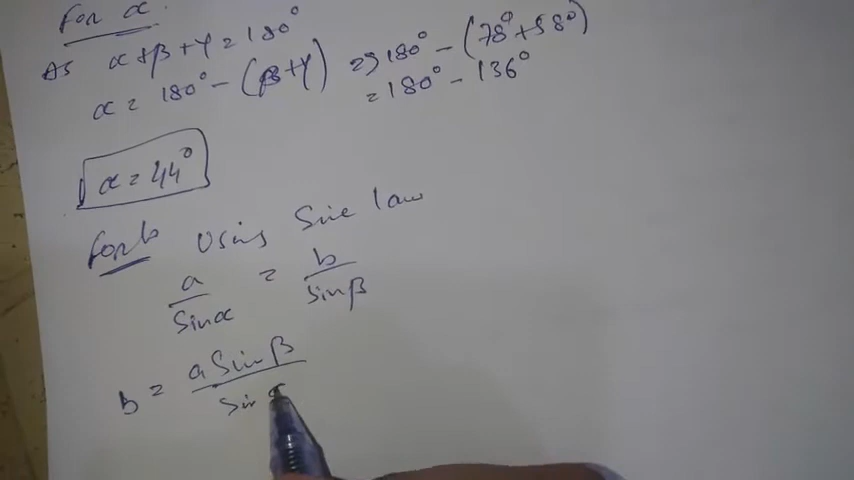 For α
As α+β+γ=180°
α = 180° - (β+γ) => 180° - (78°+58°)
= 180° - 136°
α = 44°
For b Using Sine law
a/Sinα = b/Sinβ
b = a Sinβ / Sin